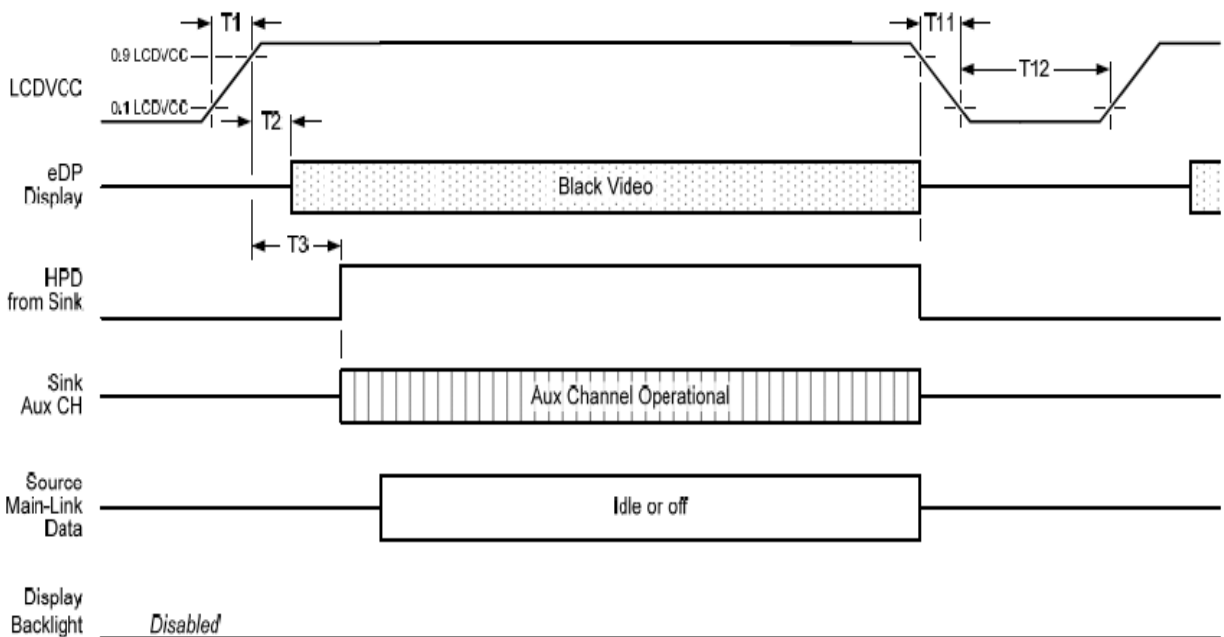 T1
T11
0.9 LCDVCC
LCDVCC
T12
0.1 LCDVCC
T2
eDP
Display
Black Video
T3
HPD
from Sink
Sink
Aux CH
Aux Channel Operational
Source
Main-Link
Data
Idle or off
Display
Backlight
Disabled